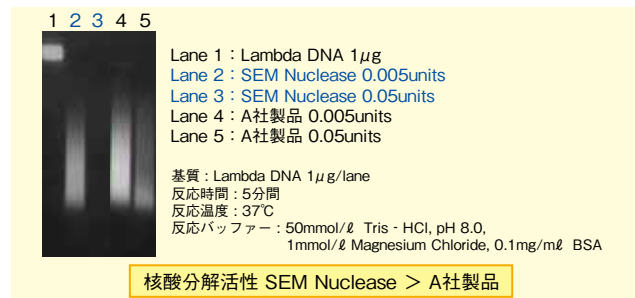 1 2 3 4 5
Lane 1：Lambda DNA 1μg
Lane 2：SEM Nuclease 0.005units
Lane 3：SEM Nuclease 0.05units
Lane 4：A社製品 0.005units
Lane 5：A社製品 0.05units
基質：Lambda DNA 1μg/lane
反応時間：5分間
反応温度：37℃
反応バッファー：50mmol/ℓ Tris‐HCl, pH 8.0,
1mmol/ℓ Magnesium Chloride, 0.1mg/mℓ BSA
核酸分解活性 SEM Nuclease ＞ A社製品